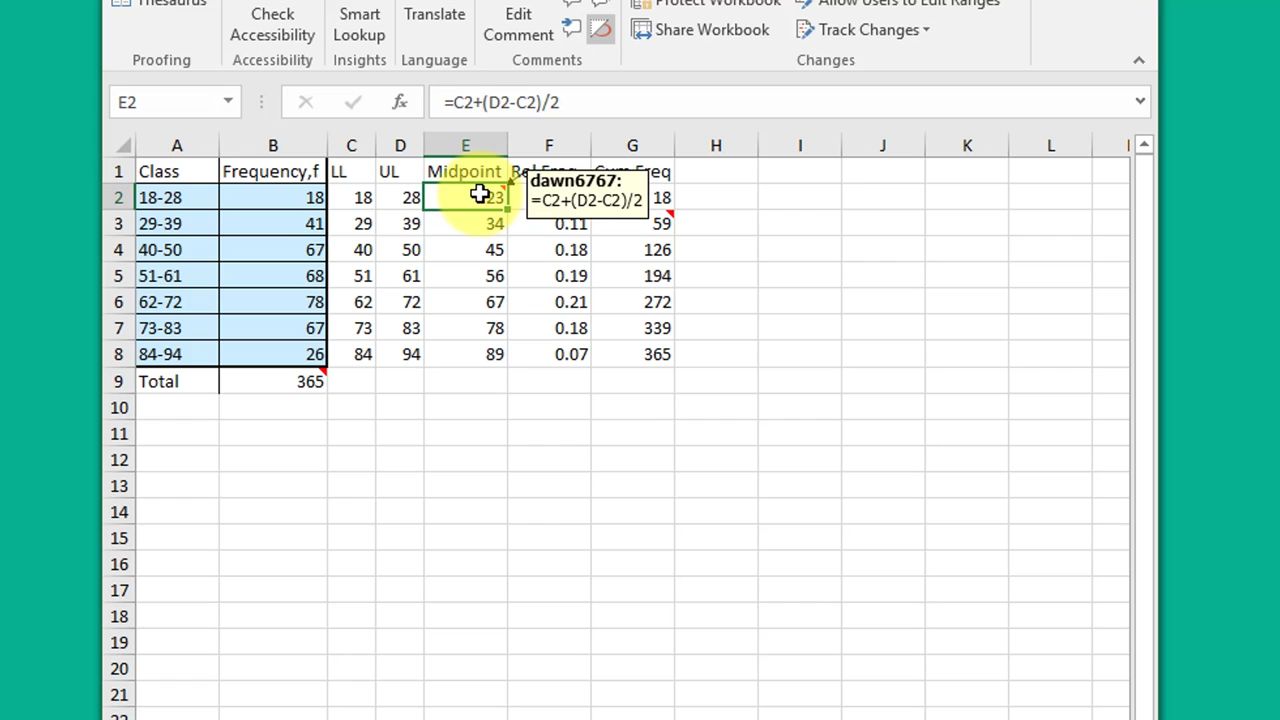 Thesaurus
Check
Accessibility
Smart
Lookup
Translate
Edit
Comment
Protect Workbook
Share Workbook
Allow Users to Edit Ranges
Track Changes
Proofing
Accessibility
Insights
Language
Comments
Changes
E2
fx
=C2+(D2-C2)/2
A B C D E F G H I J K L
1 Class Frequency,f LL UL Midpoint Freq
dawn6767:
=C2+(D2-C2)/2
2 18-28 18 18 28 23 18
3 29-39 41 29 39 34 0.11 59
4 40-50 67 40 50 45 0.18 126
5 51-61 68 51 61 56 0.19 194
6 62-72 78 62 72 67 0.21 272
7 73-83 67 73 83 78 0.18 339
8 84-94 26 84 94 89 0.07 365
9 Total 365
10
11
12
13
14
15
16
17
18
19
20
21
22